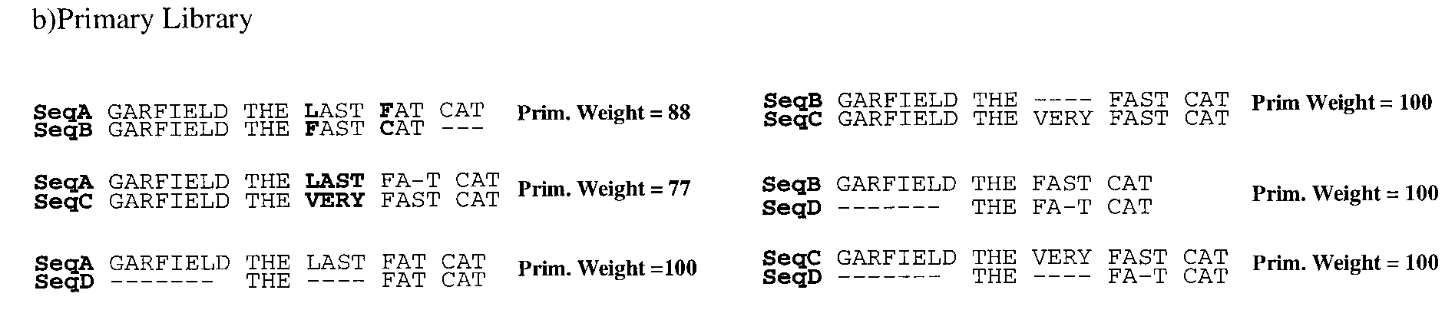 b)Primary Library
SeqA GARFIELD THE LAST FAT CAT Prim. Weight = 88
SeqB GARFIELD THE FAST CAT ---
SeqA GARFIELD THE LAST FA-T CAT Prim. Weight = 77
SeqC GARFIELD THE VERY FAST CAT
SeqA GARFIELD THE LAST FAT CAT Prim. Weight =100
SeqD ------- THE ---- FAT CAT
SeqB GARFIELD THE ---- FAST CAT Prim Weight = 100
SeqC GARFIELD THE VERY FAST CAT
SeqB GARFIELD THE FAST CAT Prim. Weight = 100
SeqD ------- THE FA-T CAT
SeqC GARFIELD THE VERY FAST CAT Prim. Weight = 100
SeqD ------- THE ---- FA-T CAT